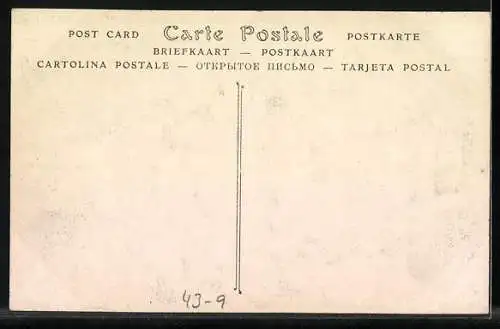 POST CARD Carte Postale POSTKARTE
BRIEFKAART — POSTKAART
CARTOLINA POSTALE — ОТКРЫТОЕ ПИСЬМО — TARJETA POSTAL
43-9